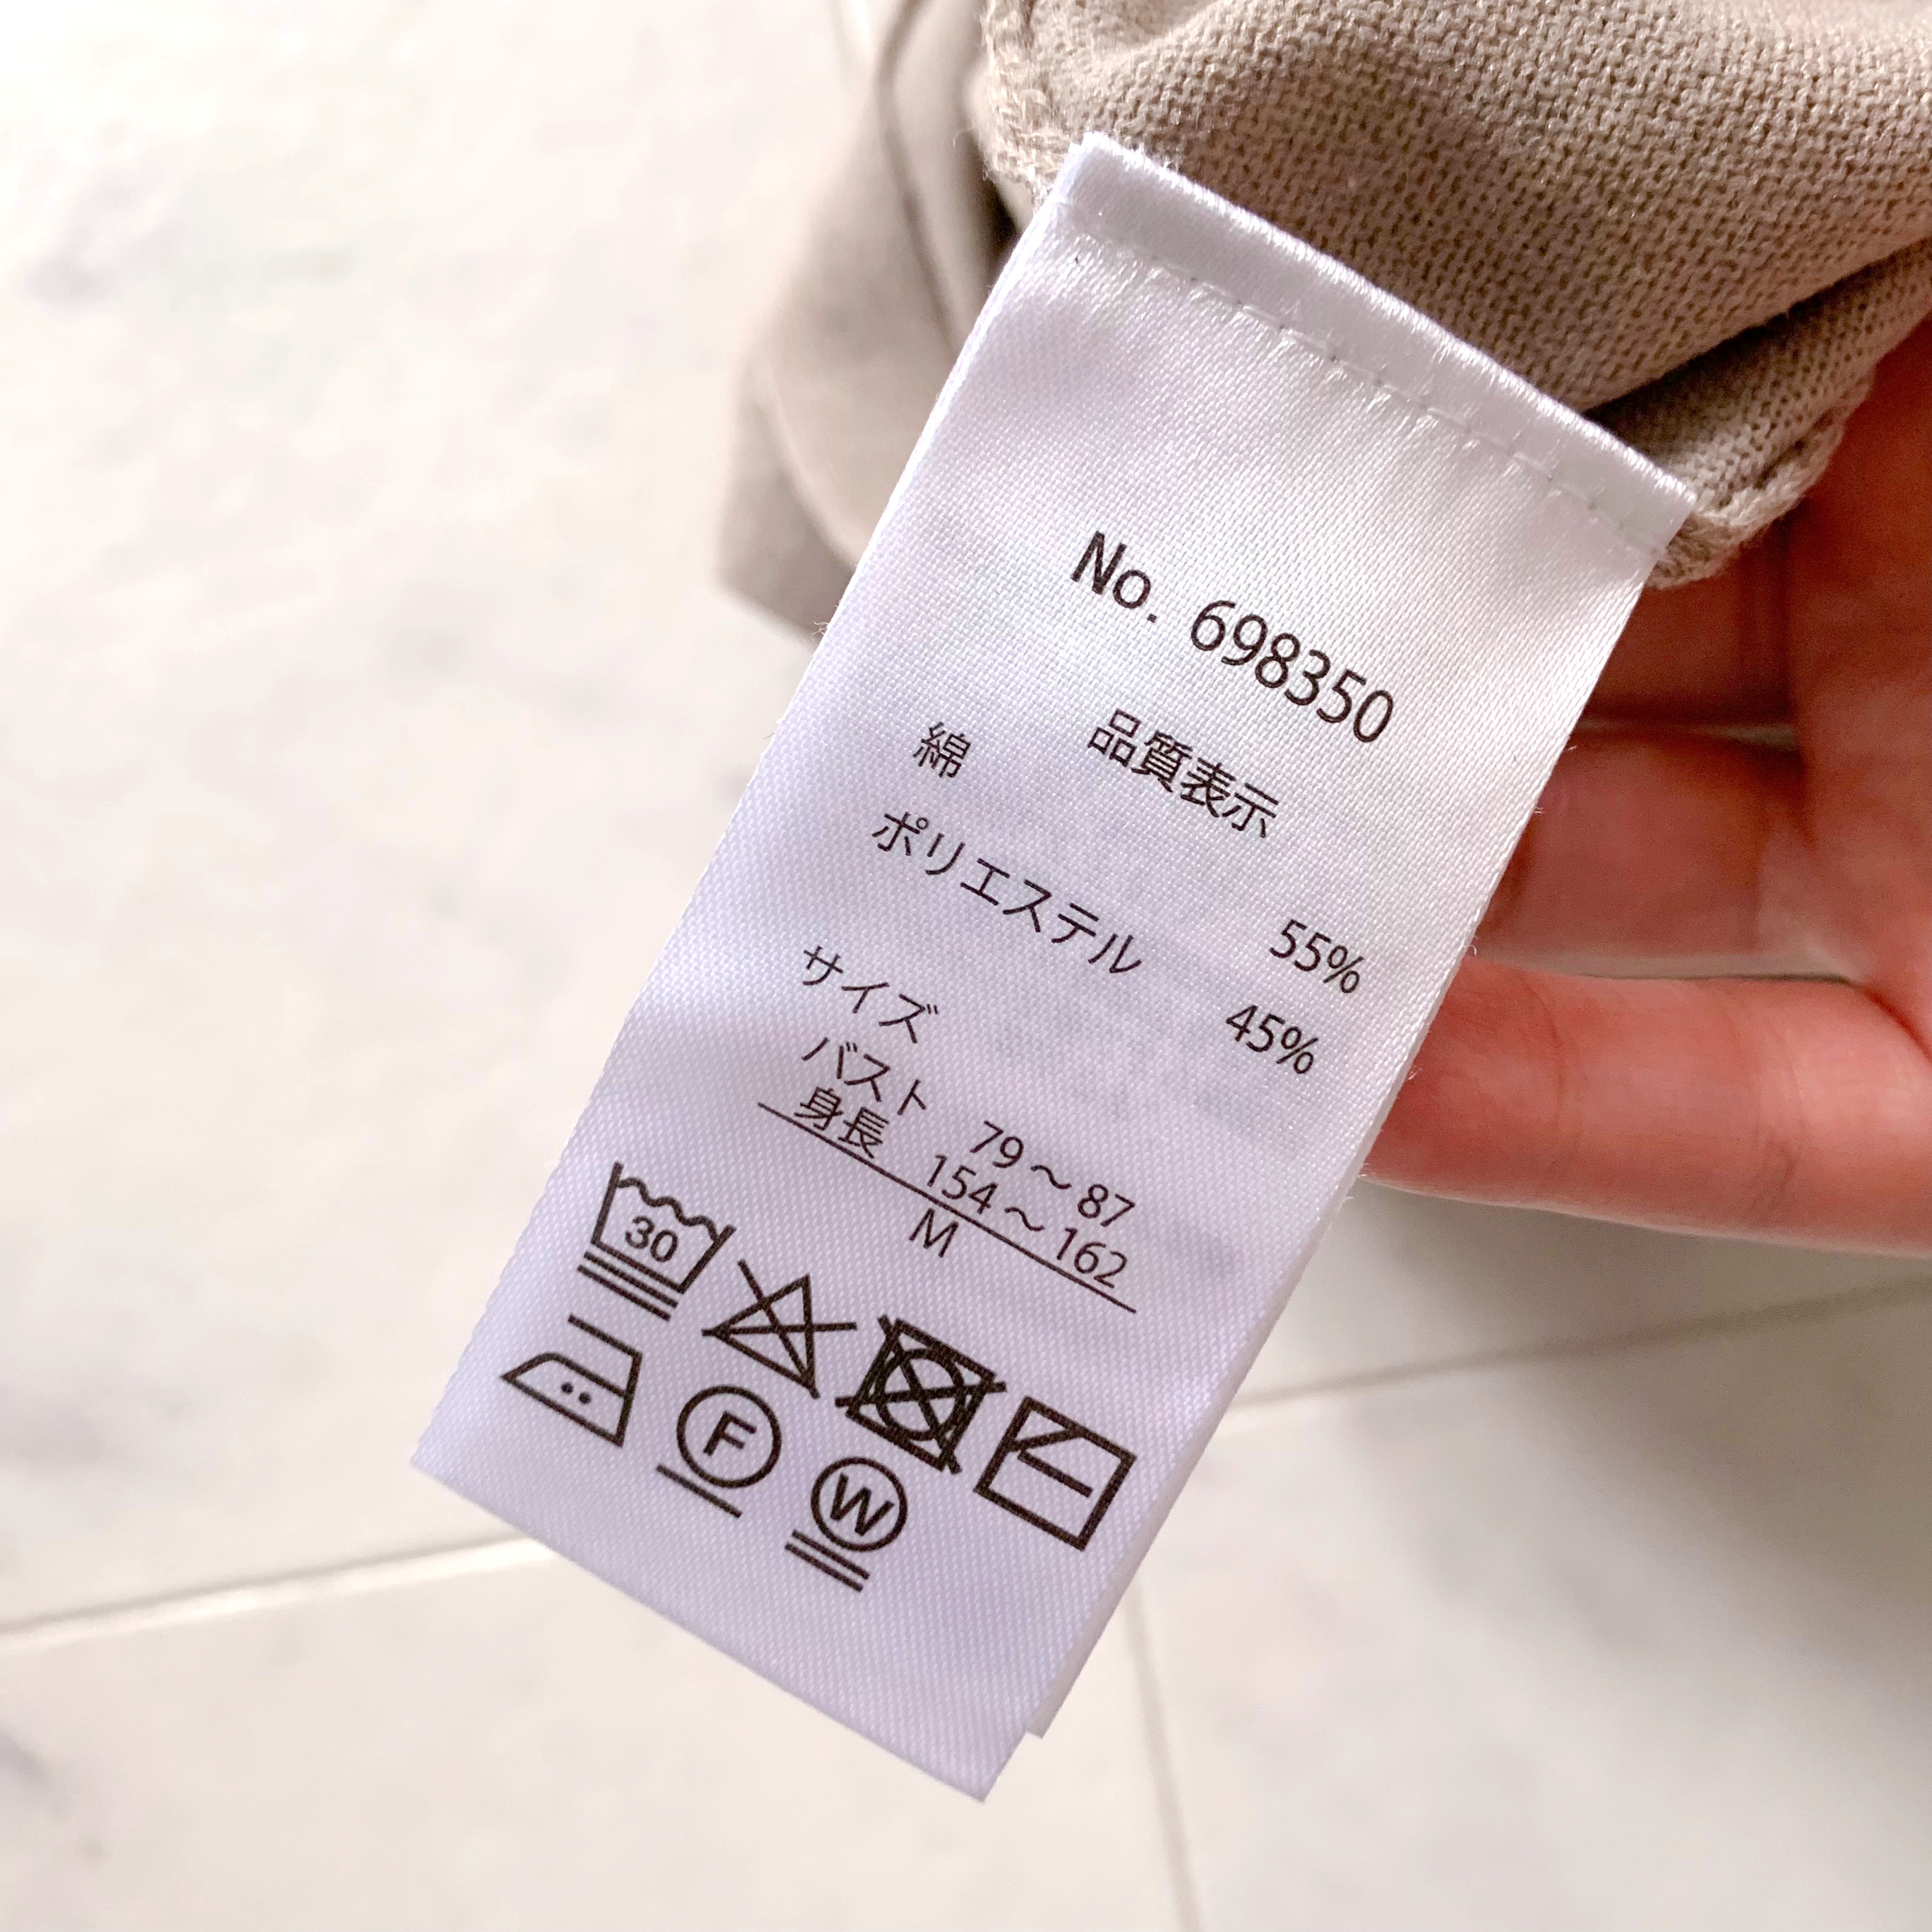 No. 698350
品質表示
綿 55%
ポリエステル 45%
サイズ
バスト 79～87
身長 154～162
M
30
F
W